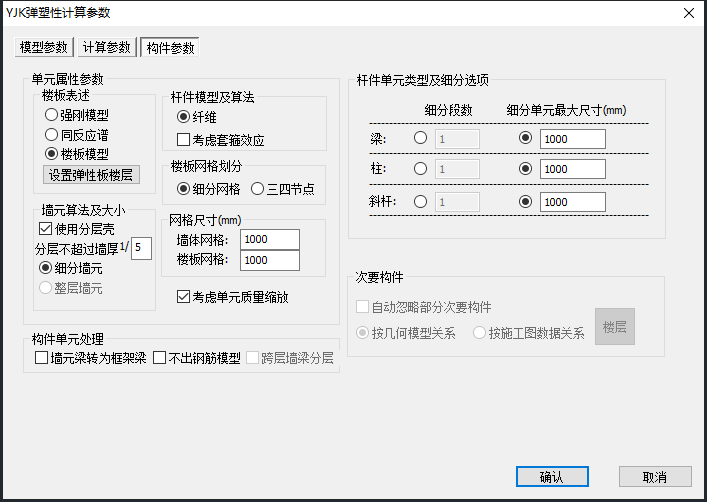 YJK弹塑性计算参数
模型参数 计算参数 构件参数
单元属性参数
楼板表述
强刚模型
同反应谱
楼板模型
设置弹性板楼层
墙元算法及大小
使用分层壳
分层不超过墙厚1/ 5
细分墙元
整层墙元
杆件模型及算法
纤维
考虑套箍效应
楼板网格划分
细分网格 三四节点
网格尺寸(mm)
墙体网格: 1000
楼板网格: 1000
考虑单元质量缩放
构件单元处理
墙元梁转为框架梁 不出钢筋模型 跨层墙梁分层
杆件单元类型及细分选项
细分段数 细分单元最大尺寸(mm)
梁: 1 1000
柱: 1 1000
斜杆: 1 1000
次要构件
自动忽略部分次要构件
按几何模型关系 按施工图数据关系
楼层
确认 取消